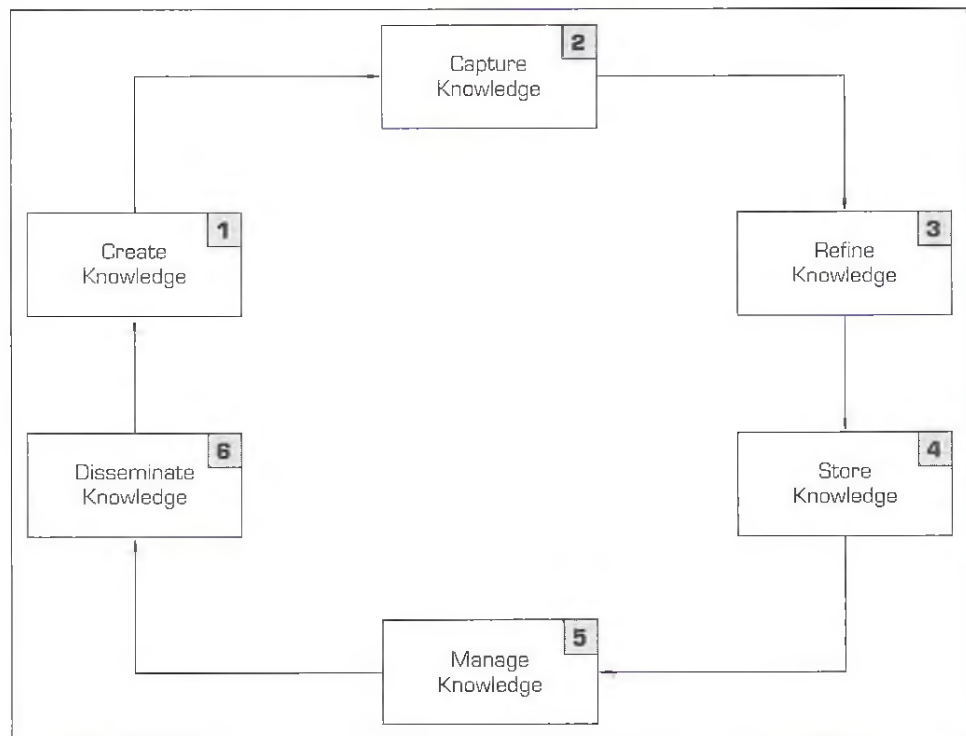 2
Capture
Knowledge
1
Create
Knowledge
3
Refine
Knowledge
6
Disseminate
Knowledge
4
Store
Knowledge
5
Manage
Knowledge